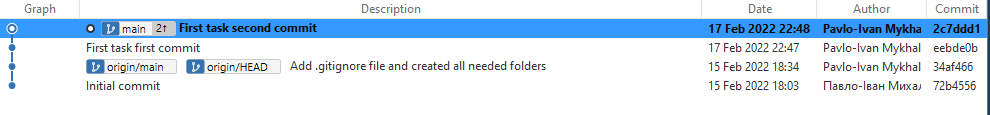 Graph Description Date Author Commit
main 2↑ First task second commit 17 Feb 2022 22:48 Pavlo-Ivan Mykhal 2c7ddd1
First task first commit 17 Feb 2022 22:47 Pavlo-Ivan Mykhal eebde0b
origin/main origin/HEAD Add .gitignore file and created all needed folders 15 Feb 2022 18:34 Pavlo-Ivan Mykhal 34af466
Initial commit 15 Feb 2022 18:03 Павло-Іван Михал 72b4556